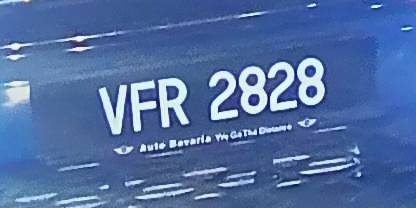 VFR 2828
Auto Bavaria We Go The Distance